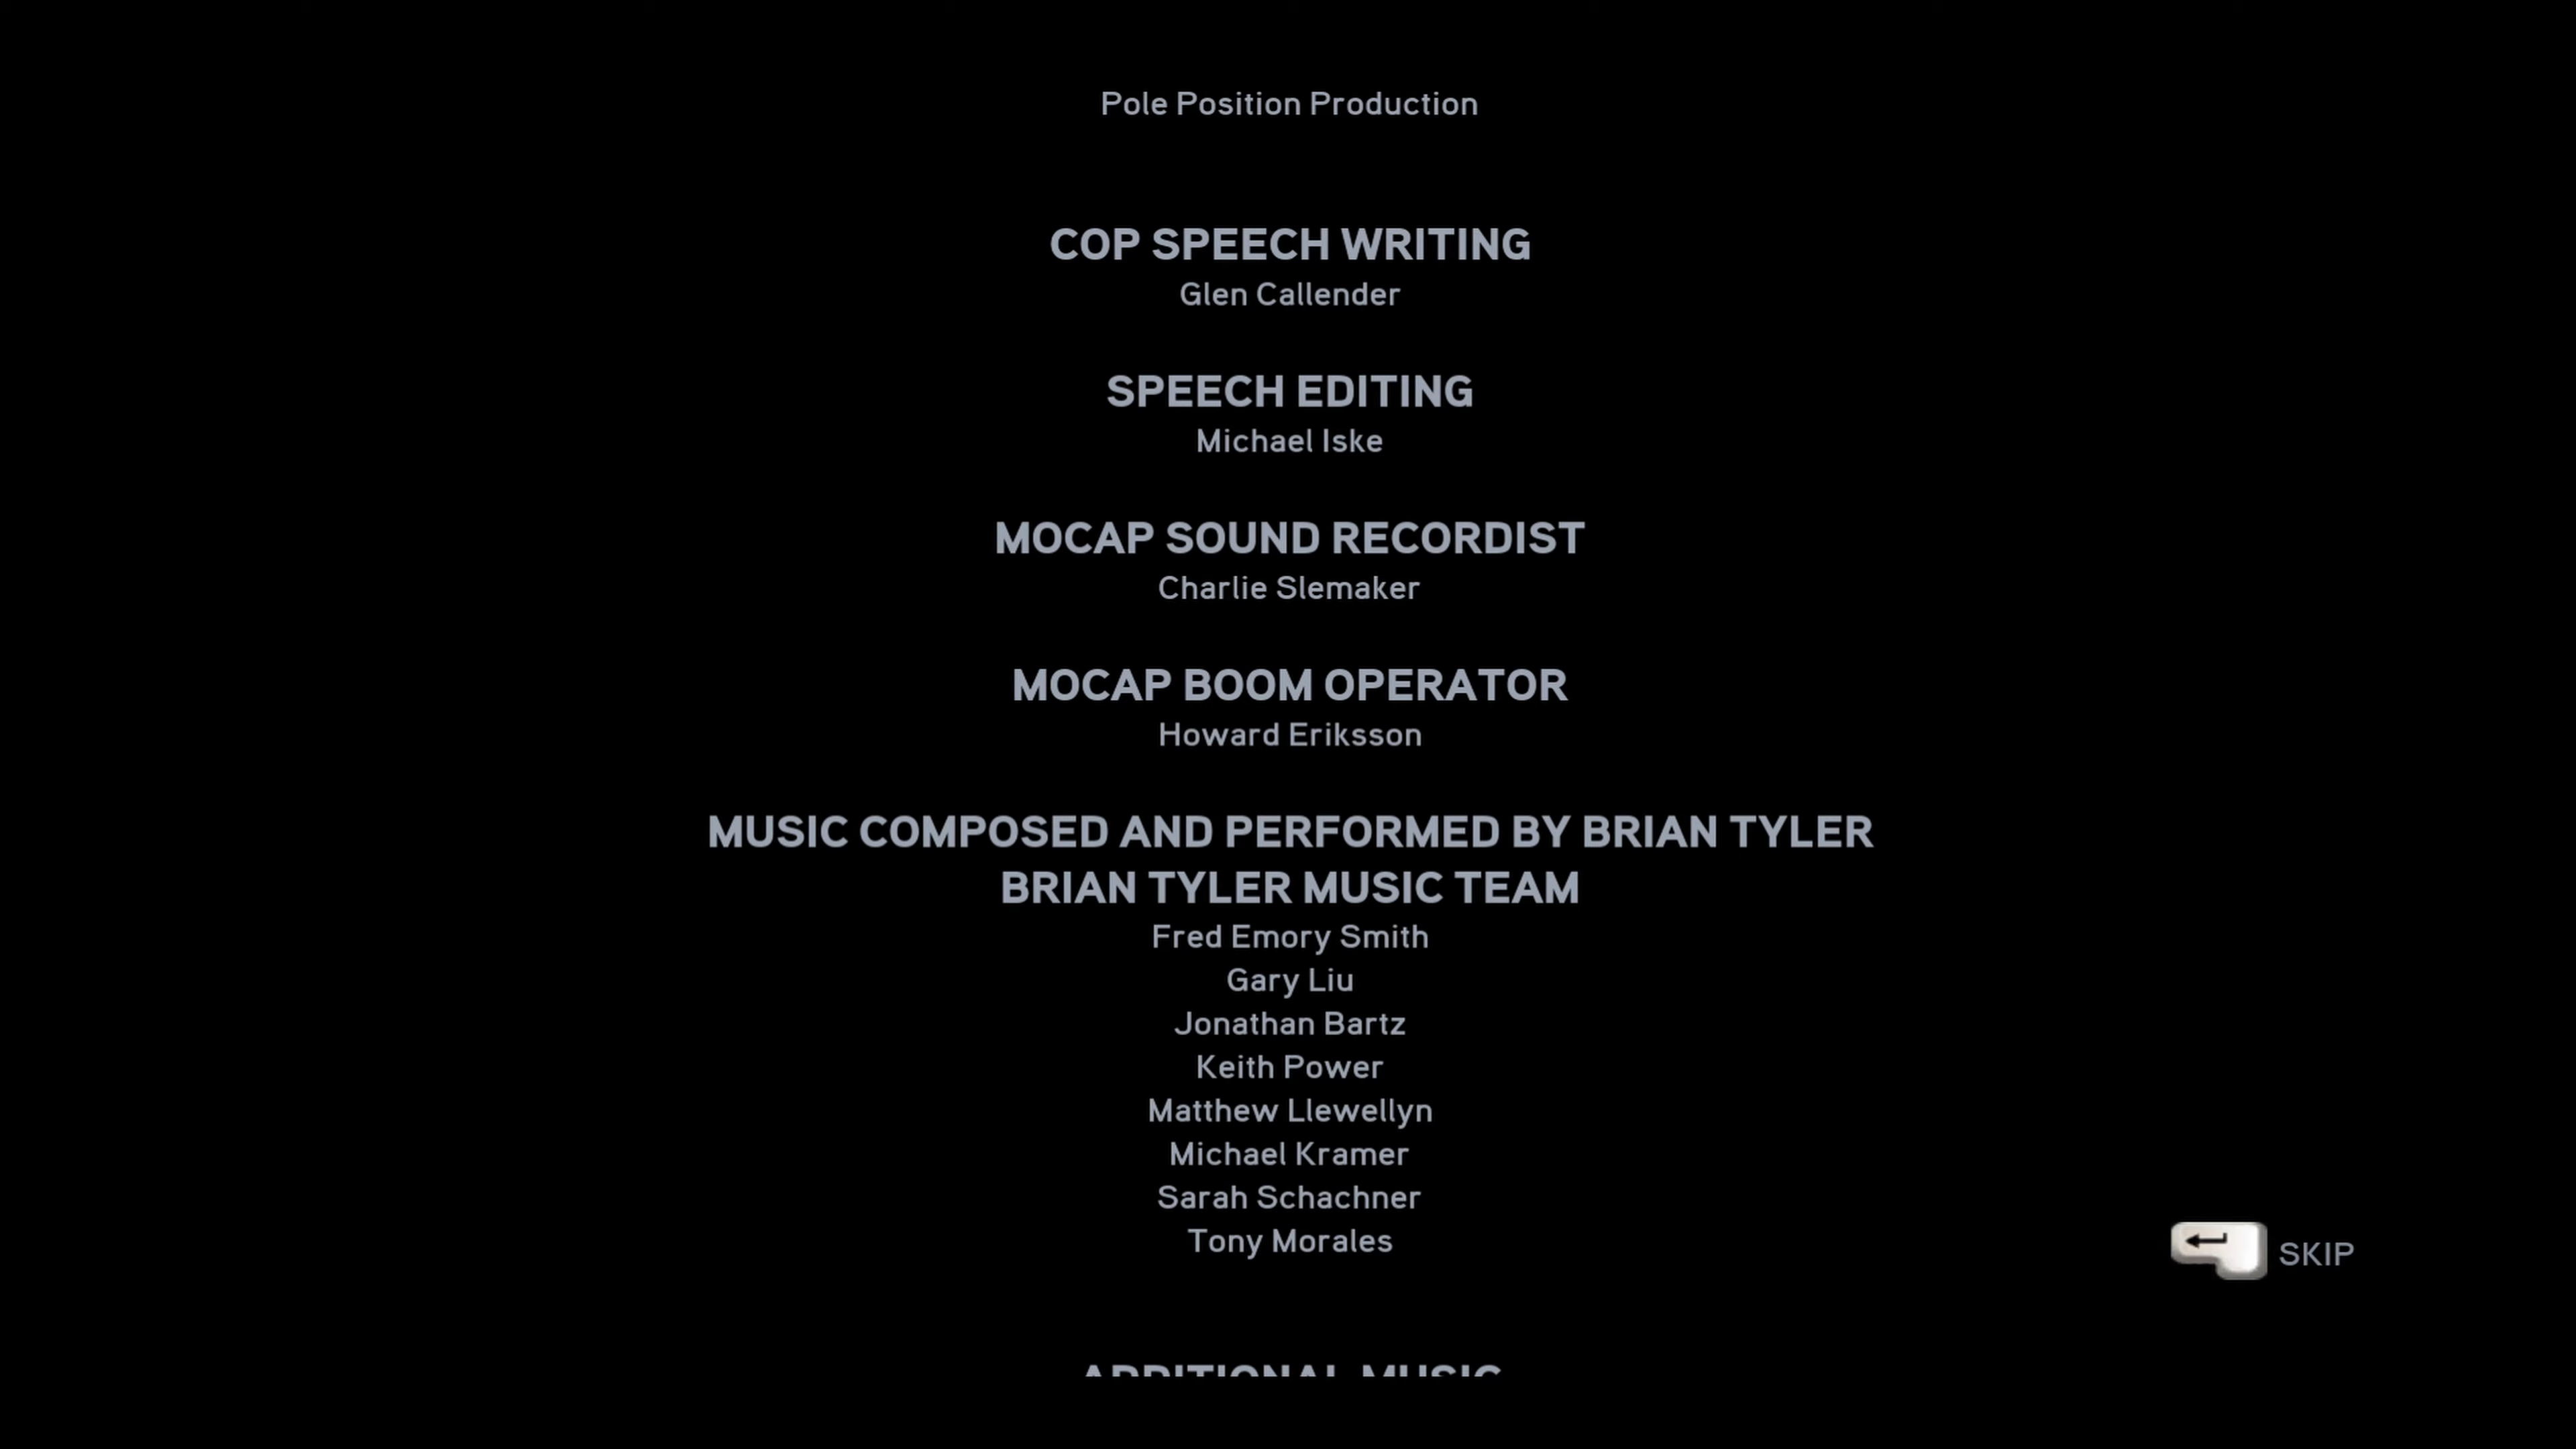 Pole Position Production
COP SPEECH WRITING
Glen Callender
SPEECH EDITING
Michael Iske
MOCAP SOUND RECORDIST
Charlie Slemaker
MOCAP BOOM OPERATOR
Howard Eriksson
MUSIC COMPOSED AND PERFORMED BY BRIAN TYLER
BRIAN TYLER MUSIC TEAM
Fred Emory Smith
Gary Liu
Jonathan Bartz
Keith Power
Matthew Llewellyn
Michael Kramer
Sarah Schachner
Tony Morales
SKIP
ADDITIONAL MUSIC